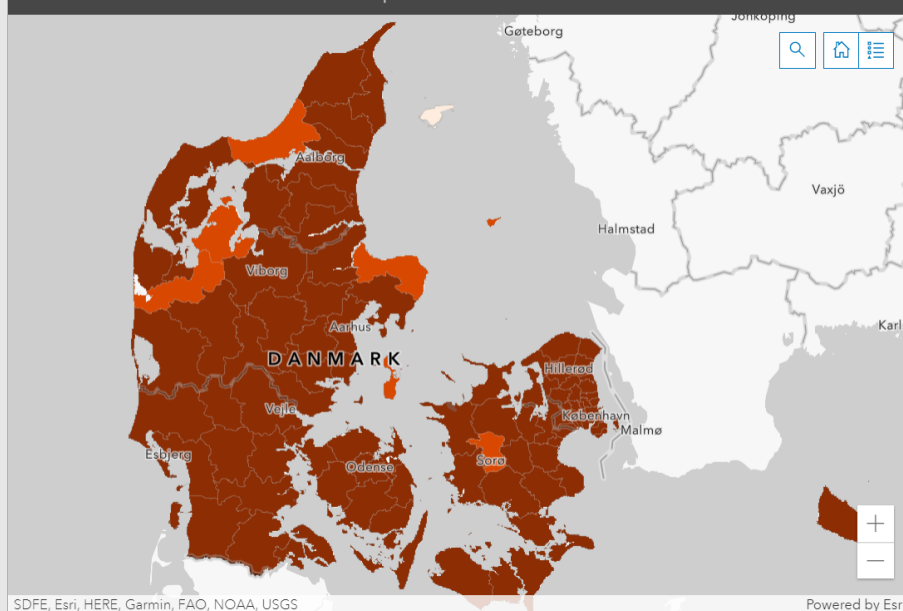 Jönköping
Gøteborg
Aalborg
Vaxjö
Halmstad
Viborg
Aarhus
Karl
DANMARK
Hillerød
Vejle
København
Malmø
Esbjerg
Sorø
Odense
SDFE, Esri, HERE, Garmin, FAO, NOAA, USGS
Powered by Esr